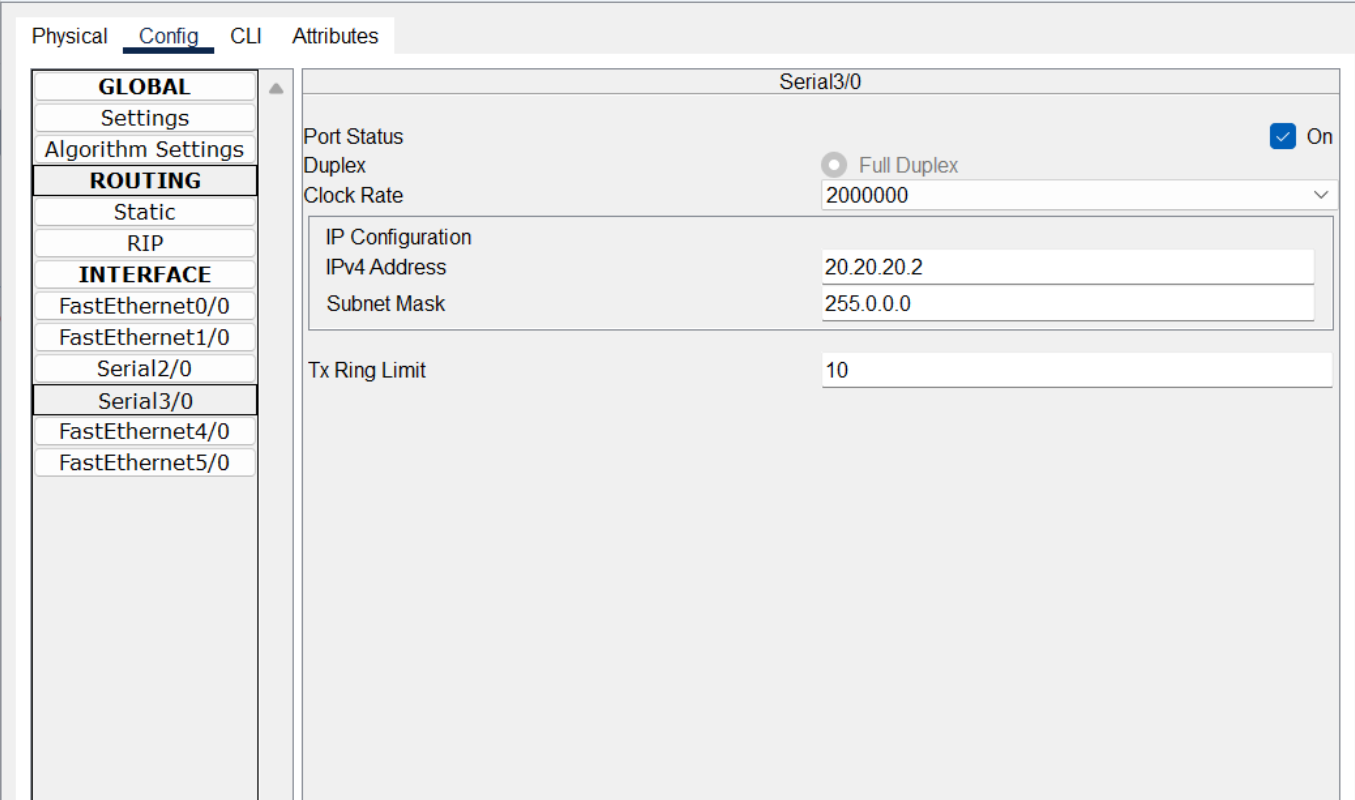 Physical Config CLI Attributes
GLOBAL
Settings
Algorithm Settings
ROUTING
Static
RIP
INTERFACE
FastEthernet0/0
FastEthernet1/0
Serial2/0
Serial3/0
FastEthernet4/0
FastEthernet5/0
Serial3/0
Port Status On
Duplex Full Duplex
Clock Rate 2000000
IP Configuration
IPv4 Address 20.20.20.2
Subnet Mask 255.0.0.0
Tx Ring Limit 10